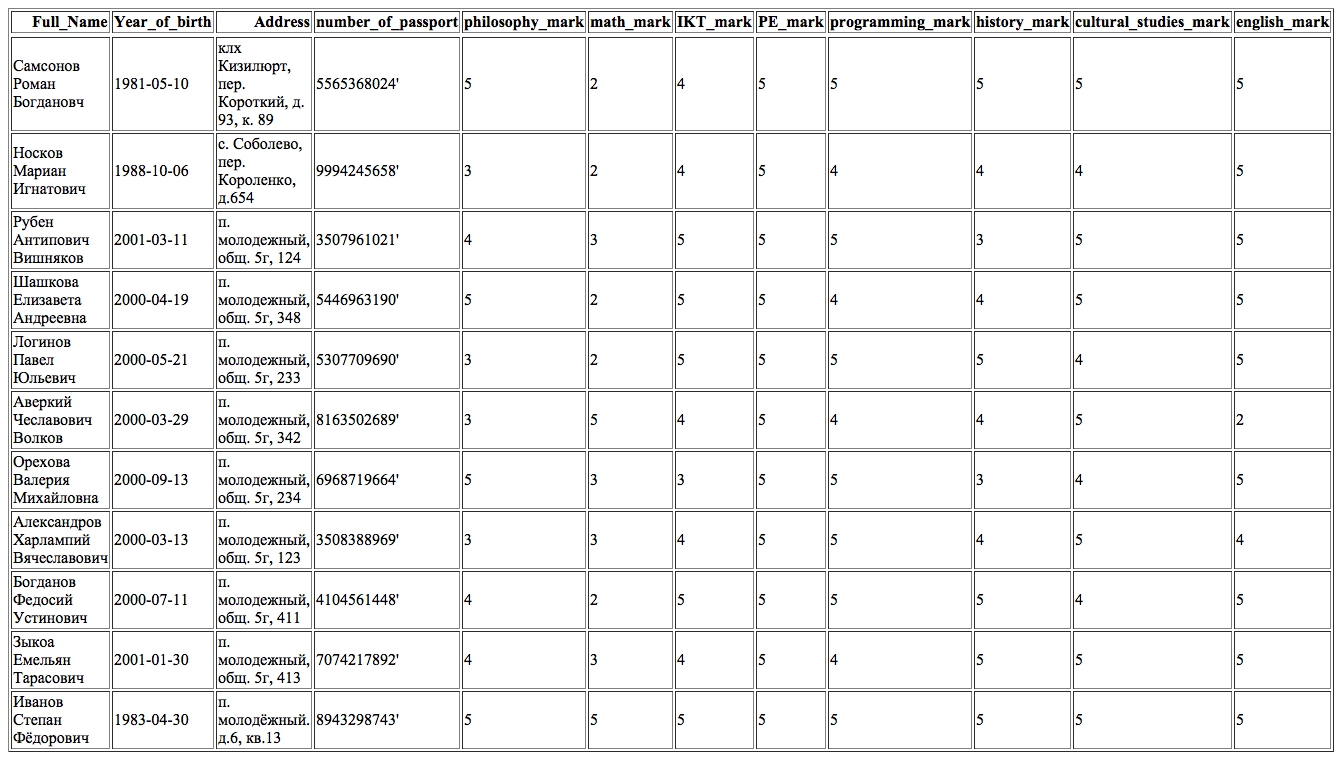 Full_Name Year_of_birth Address number_of_passport philosophy_mark math_mark IKT_mark PE_mark programming_mark history_mark cultural_studies_mark english_mark
Самсонов
Роман
Богдановч
1981-05-10
клх
Кизилюрт,
пер.
Короткий, д.
93, к. 89
5565368024' 5 2 4 5 5 5 5 5
Носков
Мариан
Игнатович
1988-10-06
с. Соболево,
пер.
Короленко,
д.654
9994245658' 3 2 4 5 4 4 4 5
Рубен
Антипович
Вишняков
2001-03-11
п.
молодежный,
общ. 5г, 124
3507961021' 4 3 5 5 5 3 5 5
Шашкова
Елизавета
Андреевна
2000-04-19
п.
молодежный,
общ. 5г, 348
5446963190' 5 2 5 5 4 4 5 5
Логинов
Павел
Юльевич
2000-05-21
п.
молодежный,
общ. 5г, 233
5307709690' 3 2 5 5 5 5 4 5
Аверкий
Чеславович
Волков
2000-03-29
п.
молодежный,
общ. 5г, 342
8163502689' 3 5 4 5 4 4 5 2
Орехова
Валерия
Михайловна
2000-09-13
п.
молодежный,
общ. 5г, 234
6968719664' 5 3 3 5 5 3 4 5
Александров
Харлампий
Вячеславович
2000-03-13
п.
молодежный,
общ. 5г, 123
3508388969' 3 3 4 5 5 4 5 4
Богданов
Федосий
Устинович
2000-07-11
п.
молодежный,
общ. 5г, 411
4104561448' 4 2 5 5 5 5 4 5
Зыкоа
Емельян
Тарасович
2001-01-30
п.
молодежный,
общ. 5г, 413
7074217892' 4 3 4 5 4 5 5 5
Иванов
Степан
Фёдорович
1983-04-30
п.
молодёжный.
д.6, кв.13
8943298743' 5 5 5 5 5 5 5 5